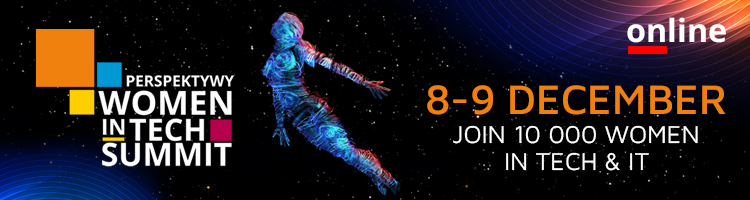 PERSPEKTYWY
WOMEN
IN TECH
SUMMIT
online
8-9 DECEMBER
JOIN 10 000 WOMEN
IN TECH & IT